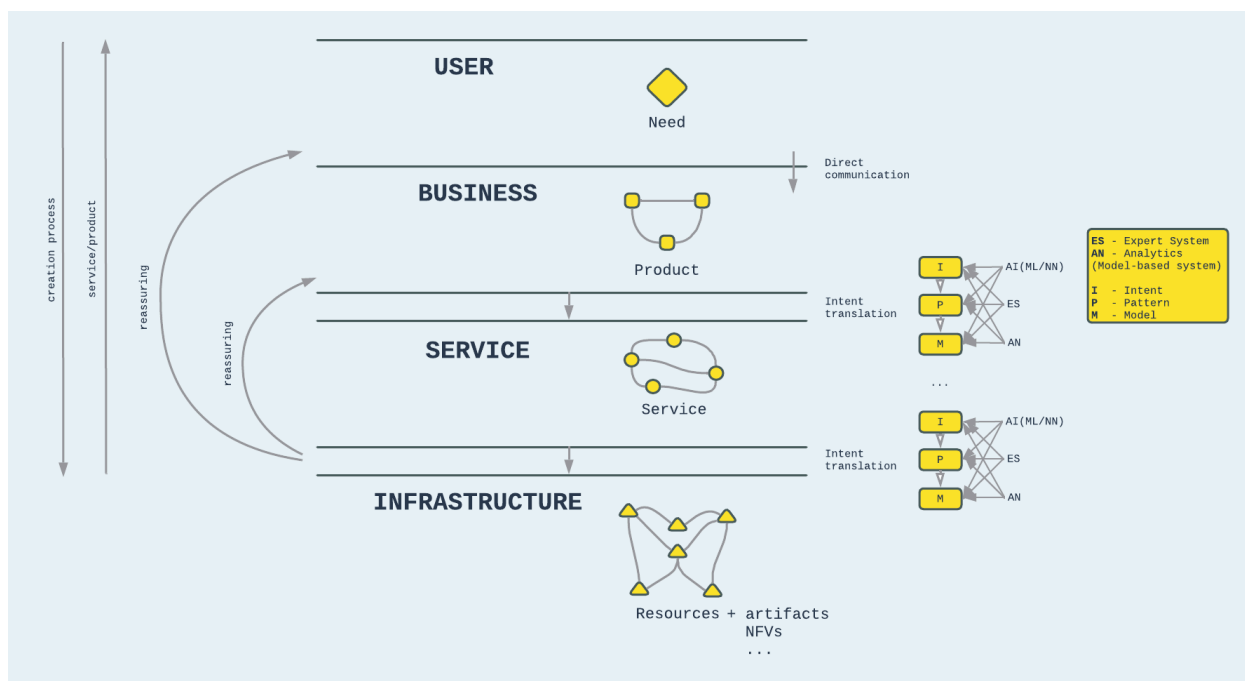 USER
Need
Direct
communication
BUSINESS
Product
creation process
service/product
reassuring
reassuring
Intent
translation
I
P
M
AI(ML/NN)
ES
AN
ES - Expert System
AN - Analytics
(Model-based system)
I - Intent
P - Pattern
M - Model
SERVICE
Service
...
Intent
translation
I
P
M
AI(ML/NN)
ES
AN
INFRASTRUCTURE
Resources + artifacts
NFVs
...